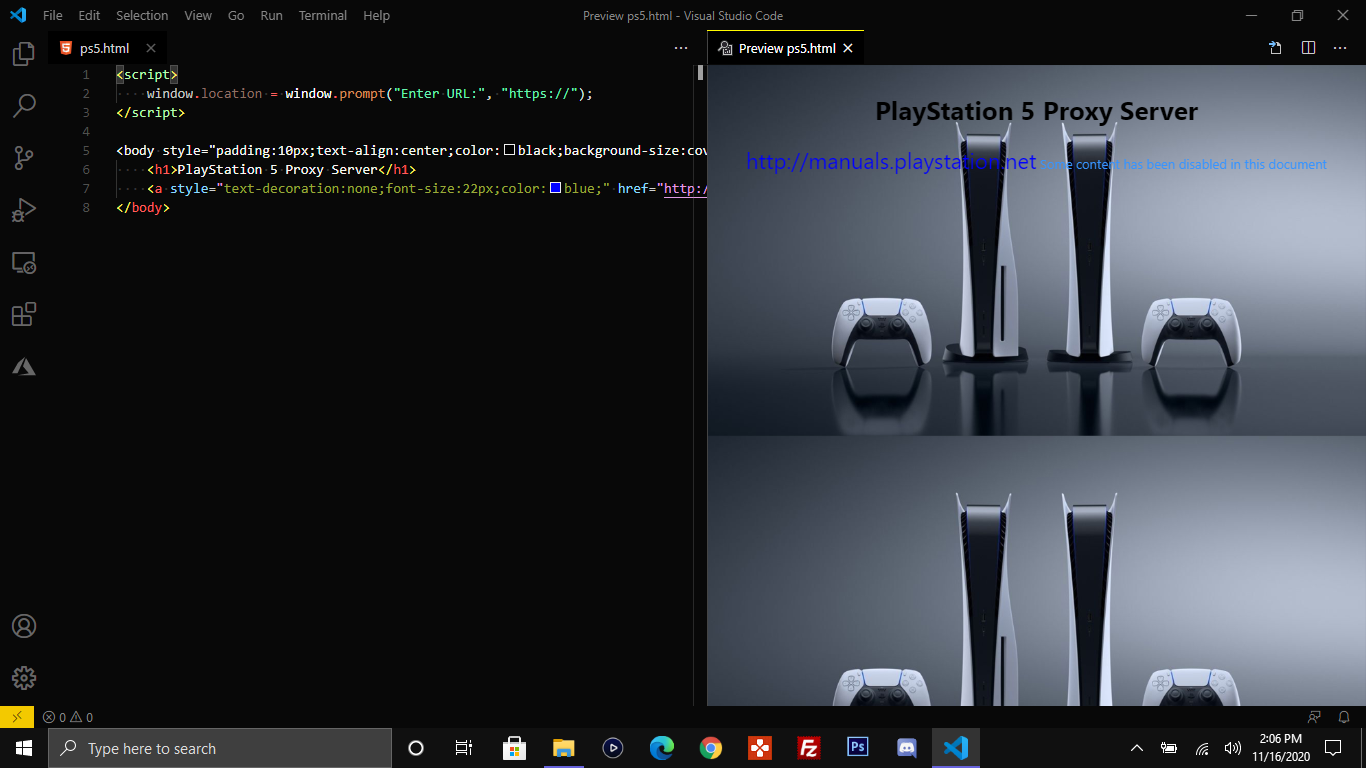 File Edit Selection View Go Run Terminal Help
Preview ps5.html - Visual Studio Code
ps5.html
Preview ps5.html
1 <script>
2 ····window.location·=·window.prompt("Enter·URL:",·"https://");
3 </script>
4
5 <body·style="padding:10px;text-align:center;color:black;background-size:cov
6 ····<h1>PlayStation·5·Proxy·Server</h1>
7 ····<a·style="text-decoration:none;font-size:22px;color:blue;"·href="http:/
8 </body>
PlayStation 5 Proxy Server
http://manuals.playstation.net Some content has been disabled in this document
0 0
Type here to search
Ps
2:06 PM
11/16/2020